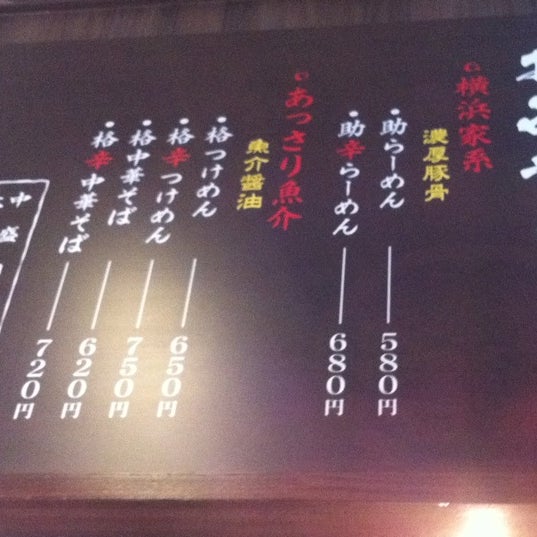 横浜家系
濃厚豚骨
・助らーめん 580円
・助辛らーめん 680円
あっさり魚介
魚介醤油
・格つけめん 650円
・格辛つけめん 750円
・格中華そば 620円
・格辛中華そば 720円
中
盛